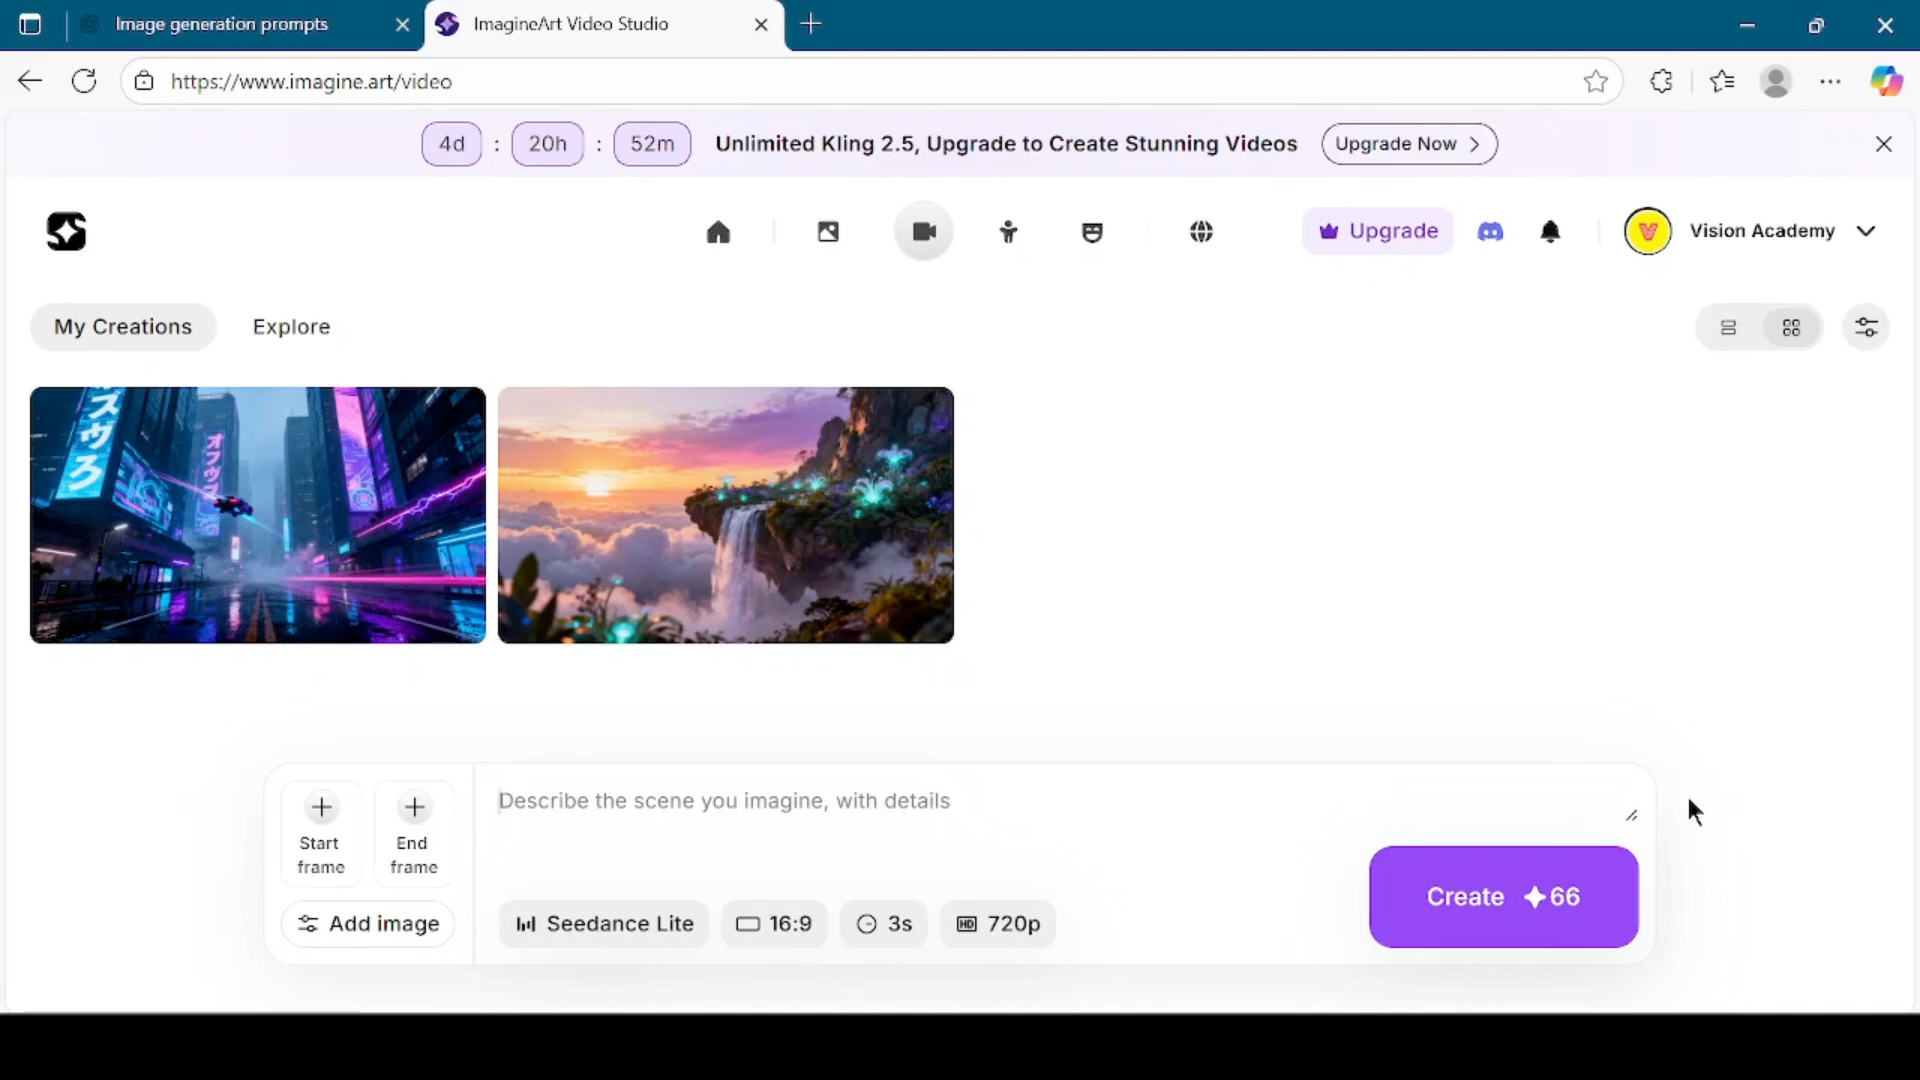 Image generation prompts
ImagineArt Video Studio
https://www.imagine.art/video
4d : 20h : 52m Unlimited Kling 2.5, Upgrade to Create Stunning Videos Upgrade Now
Upgrade
Vision Academy
My Creations
Explore
Start frame
End frame
Add image
Describe the scene you imagine, with details
Seedance Lite
16:9
3s
HD 720p
Create 66